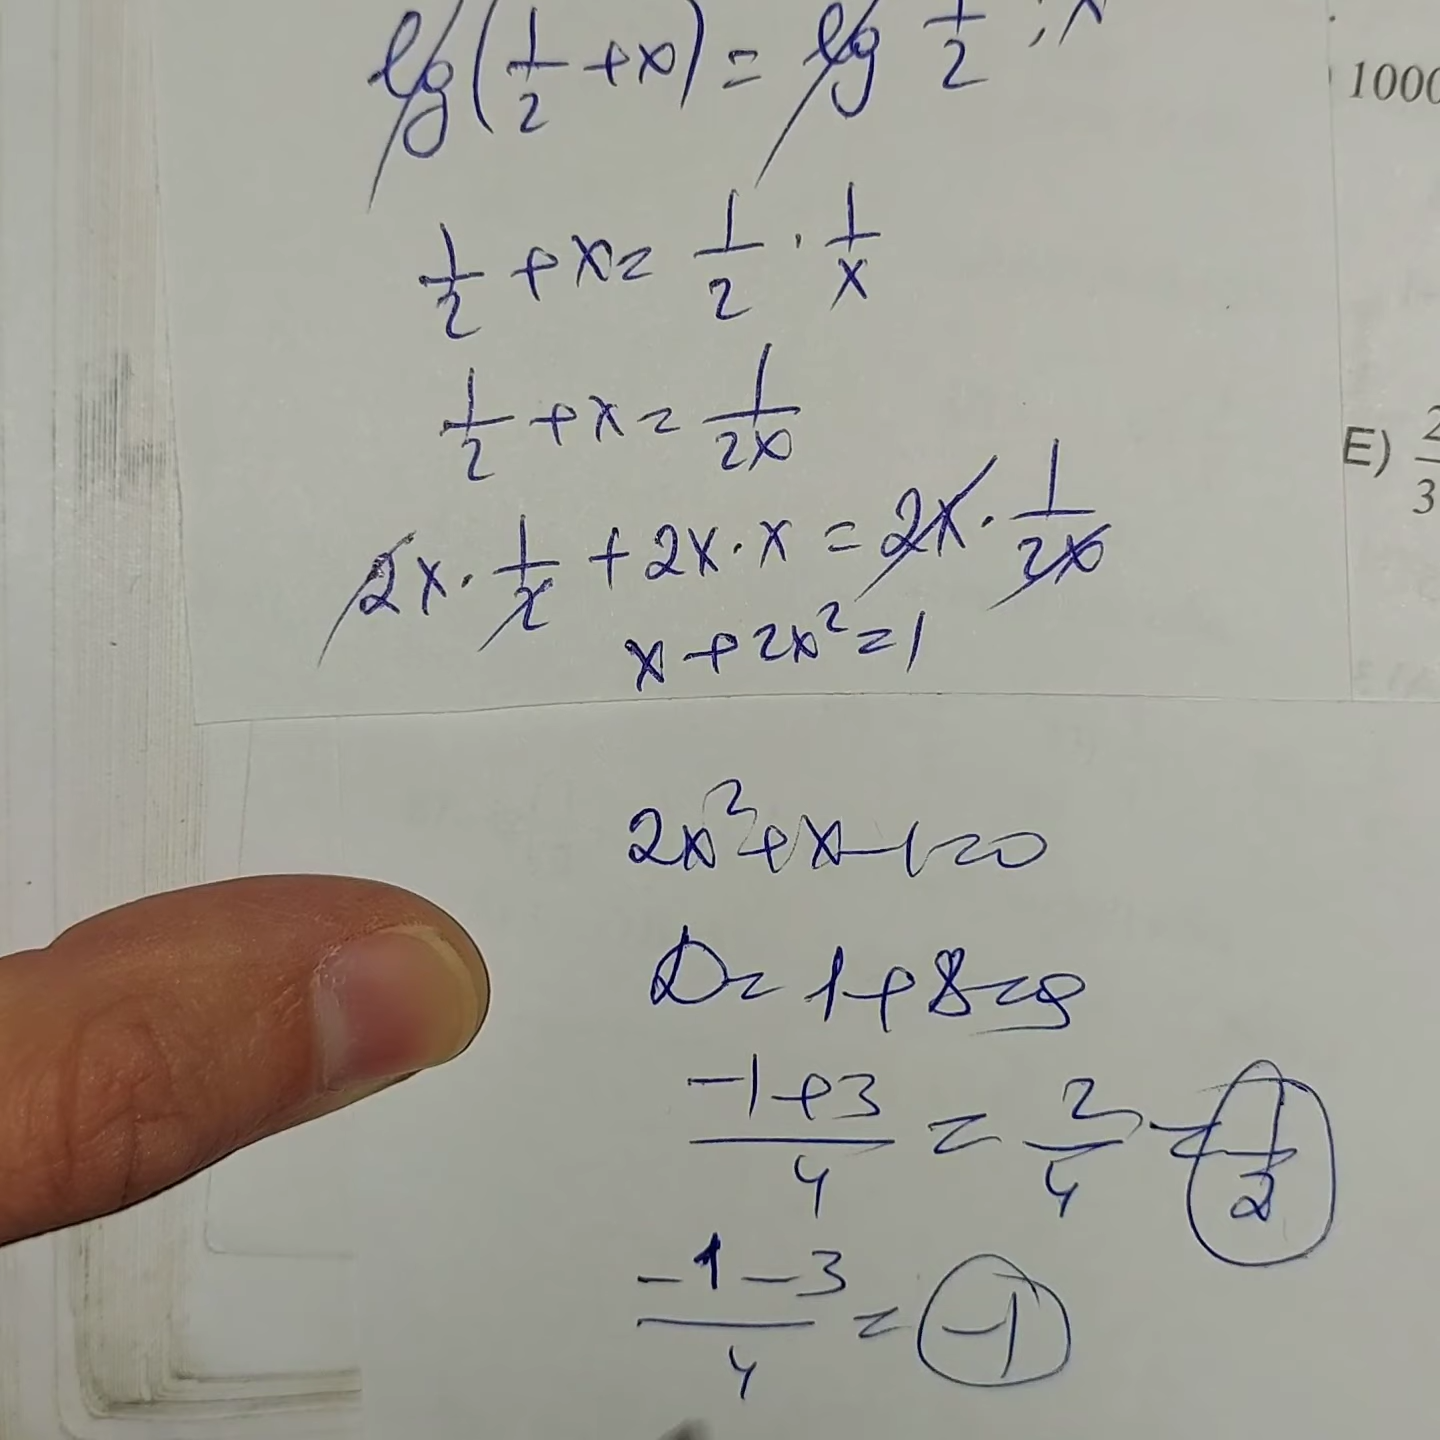 lg(1/2 + x) = lg 1/2 : x
1000
1/2 + x = 1/2 · 1/x
1/2 + x = 1/2x
E) 2/3
2x · 1/2 + 2x · x = 2x · 1/2x
x + 2x² = 1
2x² + x - 1 = 0
D = 1 + 8 = 9
-1 + 3/4 = 2/4 = 1/2
-1 - 3/4 = -1